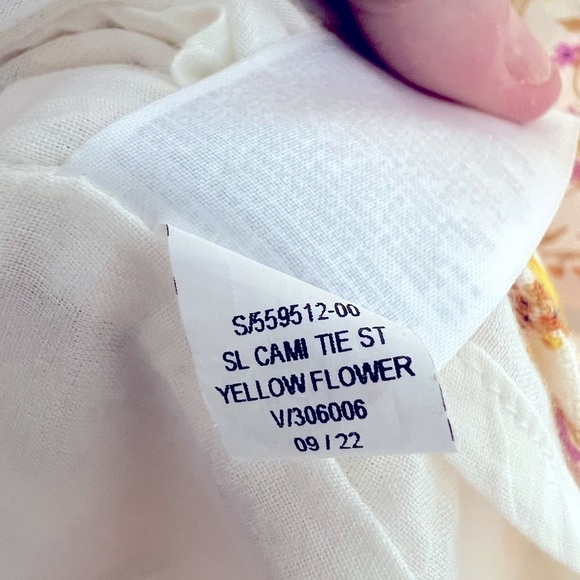 S/559512-00
SL CAMI TIE ST
YELLOW FLOWER
V/306006
09 / 22